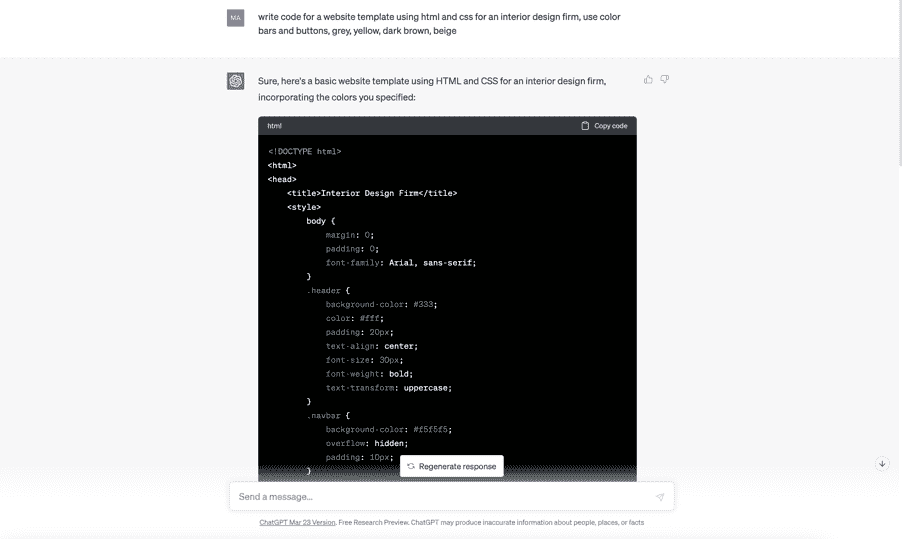 MA
write code for a website template using html and css for an interior design firm, use color
bars and buttons, grey, yellow, dark brown, beige
Sure, here's a basic website template using HTML and CSS for an interior design firm,
incorporating the colors you specified:
html Copy code
<!DOCTYPE html>
<html>
<head>
    <title>Interior Design Firm</title>
    <style>
        body {
            margin: 0;
            padding: 0;
            font-family: Arial, sans-serif;
        }
        .header {
            background-color: #333;
            color: #fff;
            padding: 20px;
            text-align: center;
            font-size: 30px;
            font-weight: bold;
            text-transform: uppercase;
        }
        .navbar {
            background-color: #f5f5f5;
            overflow: hidden;
            padding: 10px;
        }
Regenerate response
Send a message...
ChatGPT Mar 23 Version. Free Research Preview. ChatGPT may produce inaccurate information about people, places, or facts